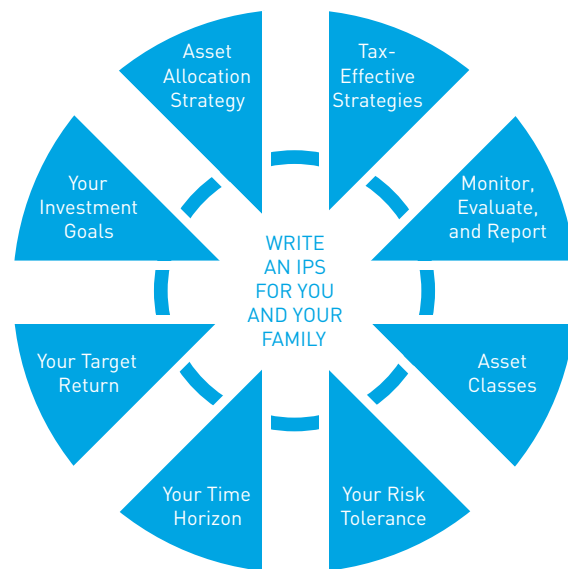 Asset
Allocation
Strategy
Tax-
Effective
Strategies
Your
Investment
Goals
Monitor,
Evaluate,
and Report
WRITE
AN IPS
FOR YOU
AND YOUR
FAMILY
Your Target
Return
Asset
Classes
Your Time
Horizon
Your Risk
Tolerance